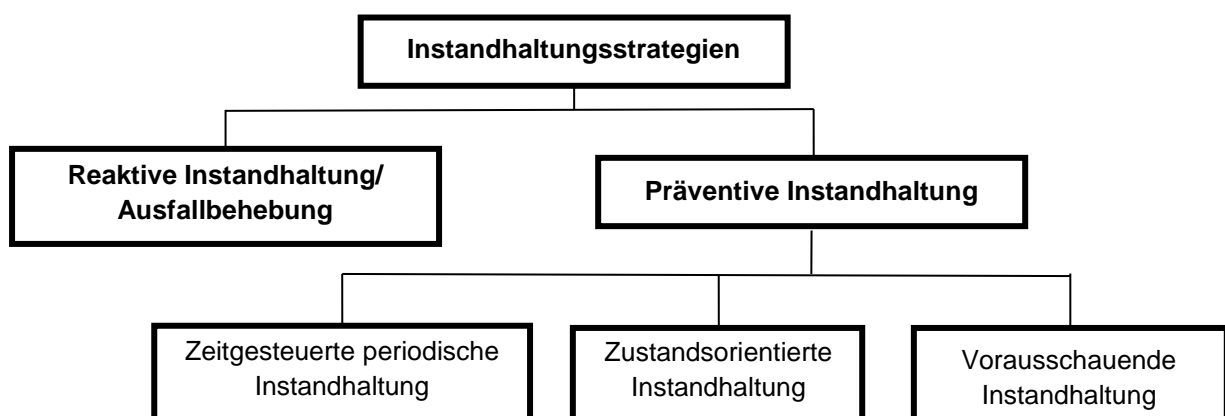 Instandhaltungsstrategien
Reaktive Instandhaltung/
Ausfallbehebung
Präventive Instandhaltung
Zeitgesteuerte periodische
Instandhaltung
Zustandsorientierte
Instandhaltung
Vorausschauende
Instandhaltung